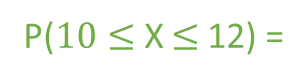 P(10 ≤ X ≤ 12) =